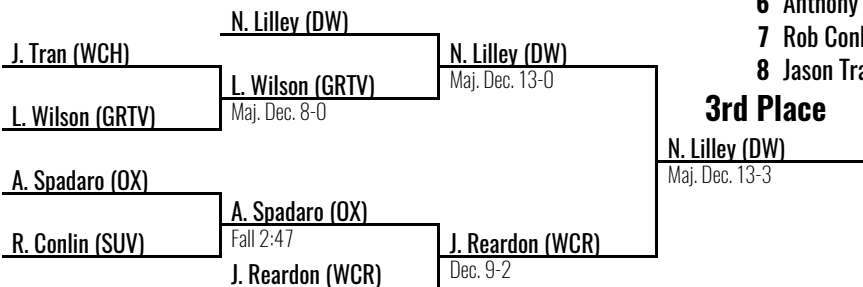 6 Anthony
N. Lilley (DW)
7 Rob
J. Tran (WCH)
N. Lilley (DW)
8 Jason
L. Wilson (GRTV)
Maj. Dec. 13-0
L. Wilson (GRTV)
Maj. Dec. 8-0
3rd Place
N. Lilley (DW)
Maj. Dec. 13-3
A. Spadaro (OX)
A. Spadaro (OX)
R. Conlin (SUV)
Fall 2:47
J. Reardon (WCR)
J. Reardon (WCR)
Dec. 9-2